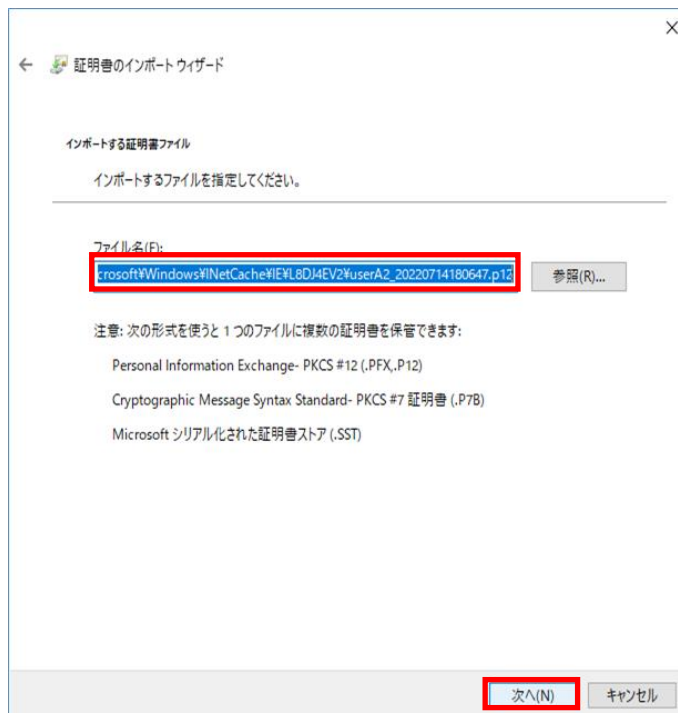 証明書のインポート ウィザード
インポートする証明書ファイル
インポートするファイルを指定してください。
ファイル名(F):
crosoft¥Windows¥INetCache¥IE¥L8DJ4EV2¥userA2_20220714180647.p12
参照(R)...
注意: 次の形式を使うと 1 つのファイルに複数の証明書を保管できます:
Personal Information Exchange- PKCS #12 (.PFX,.P12)
Cryptographic Message Syntax Standard- PKCS #7 証明書 (.P7B)
Microsoft シリアル化された証明書ストア (.SST)
次へ(N)
キャンセル